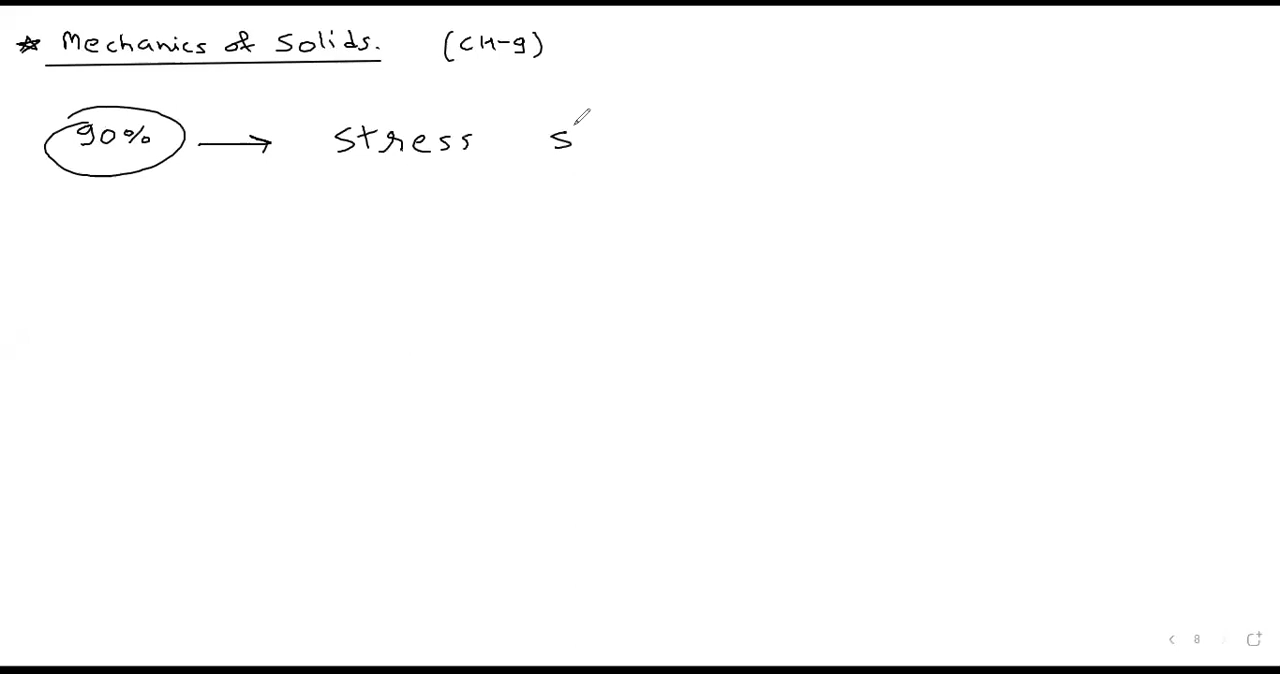 * Mechanics of Solids. (CH-9)
90% → Stress S
8